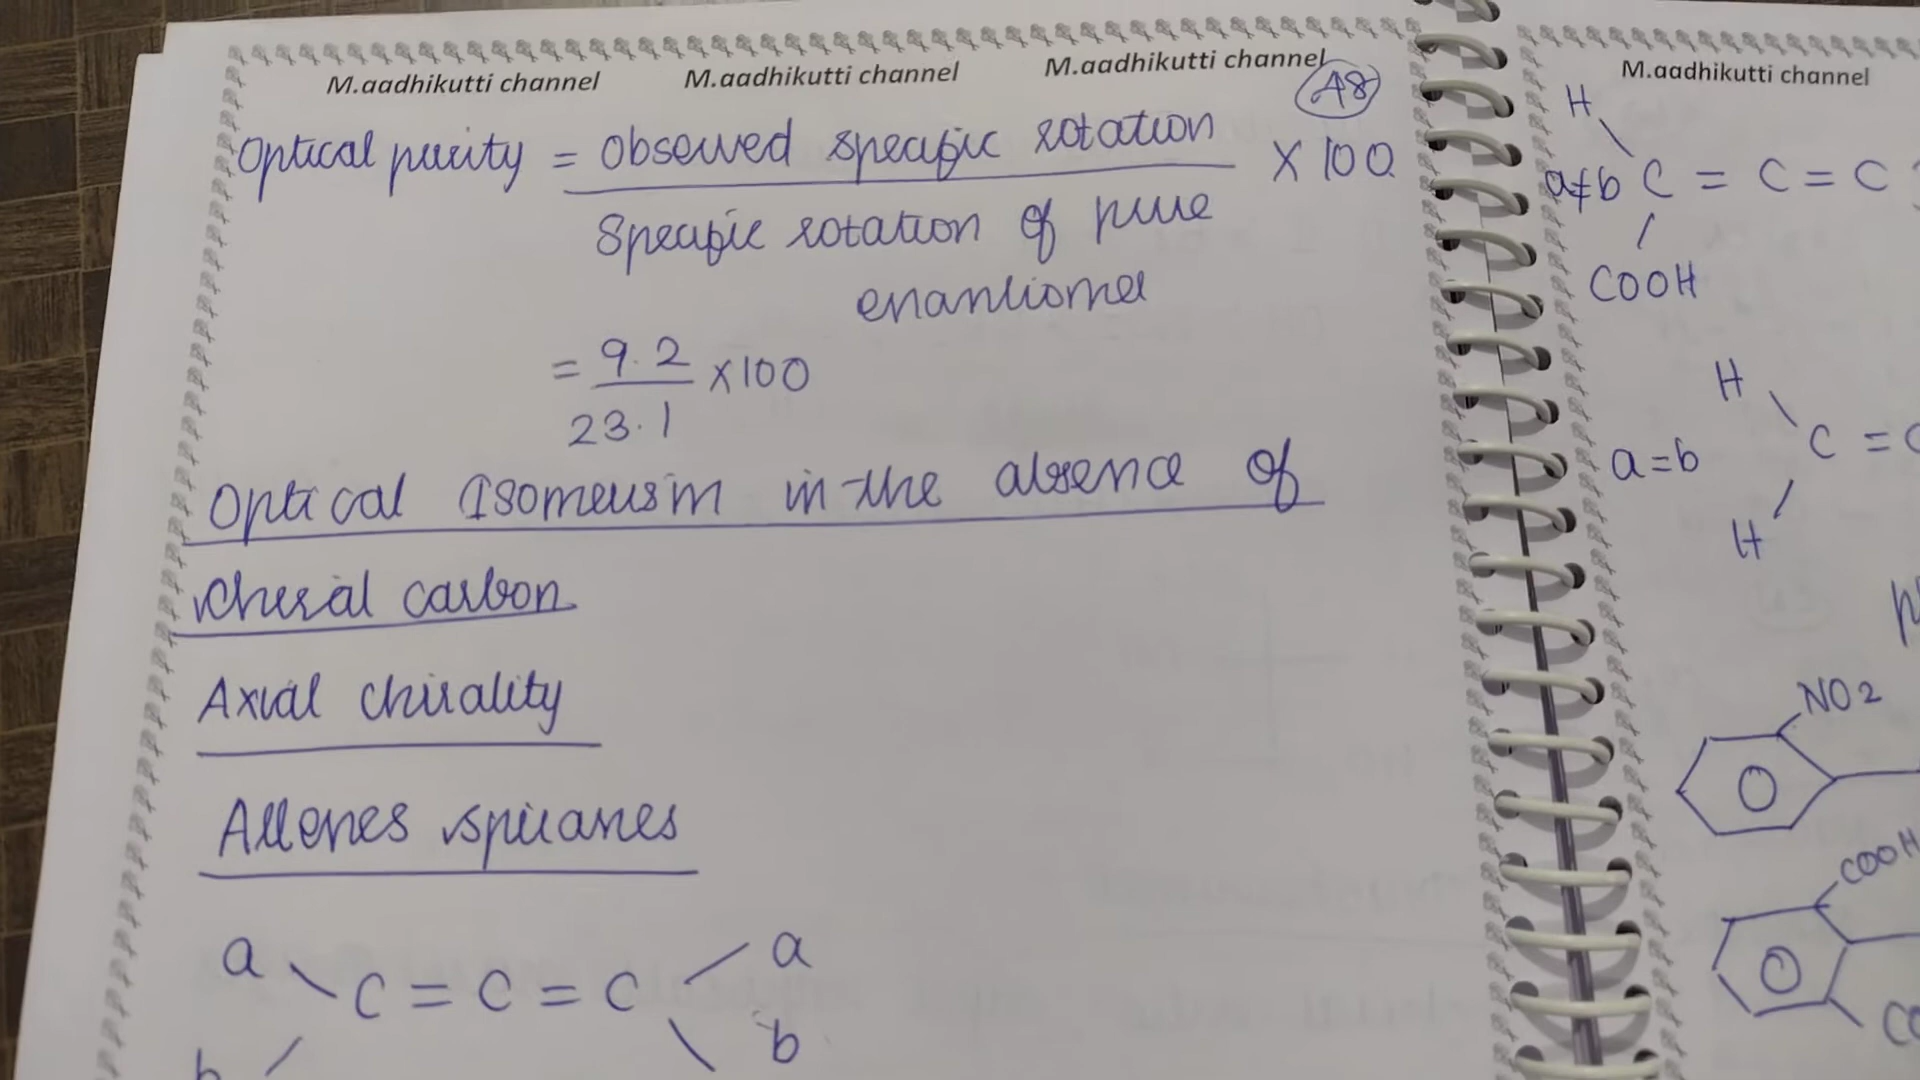 M.aadhikutti channel M.aadhikutti channel M.aadhikutti channel
A8
Optical purity = Observed specific rotation × 100
Specific rotation of pure
enantiomer
= 9.2 × 100
23.1
Optical Isomerism in the absence of
chiral carbon
Axial chirality
Allenes spiranes
a a
C = C = C
b b
M.aadhikutti channel
H
a≠b C = C = C
COOH
H
a=b C = C
H
NO2
COOH
CO